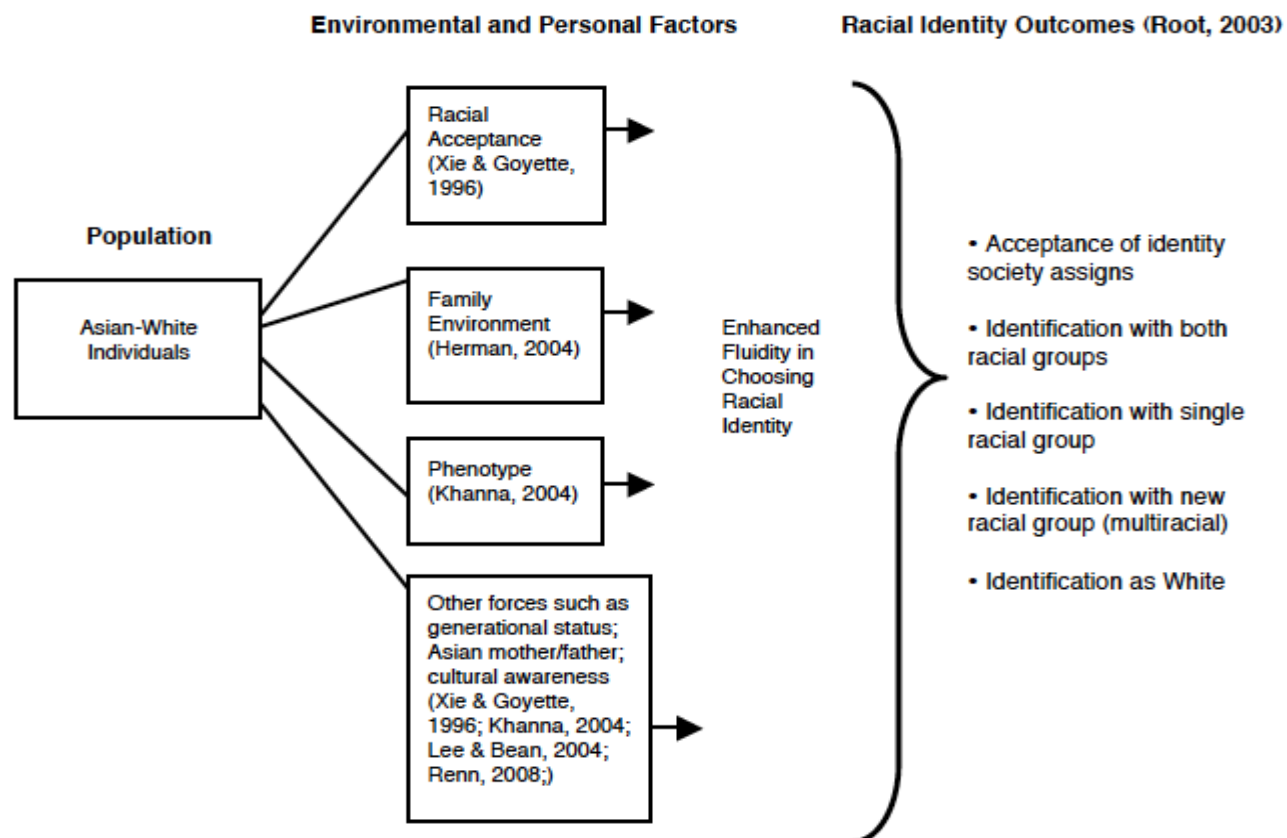 Environmental and Personal Factors
Racial Identity Outcomes (Root, 2003)
Population
Asian-White
Individuals
Racial
Acceptance
(Xie & Goyette,
1996)
Family
Environment
(Herman, 2004)
Phenotype
(Khanna, 2004)
Other forces such as
generational status;
Asian mother/father;
cultural awareness
(Xie & Goyette,
1996; Khanna, 2004;
Lee & Bean, 2004;
Renn, 2008;)
Enhanced
Fluidity in
Choosing
Racial
Identity
• Acceptance of identity
society assigns
• Identification with both
racial groups
• Identification with single
racial group
• Identification with new
racial group (multiracial)
• Identification as White